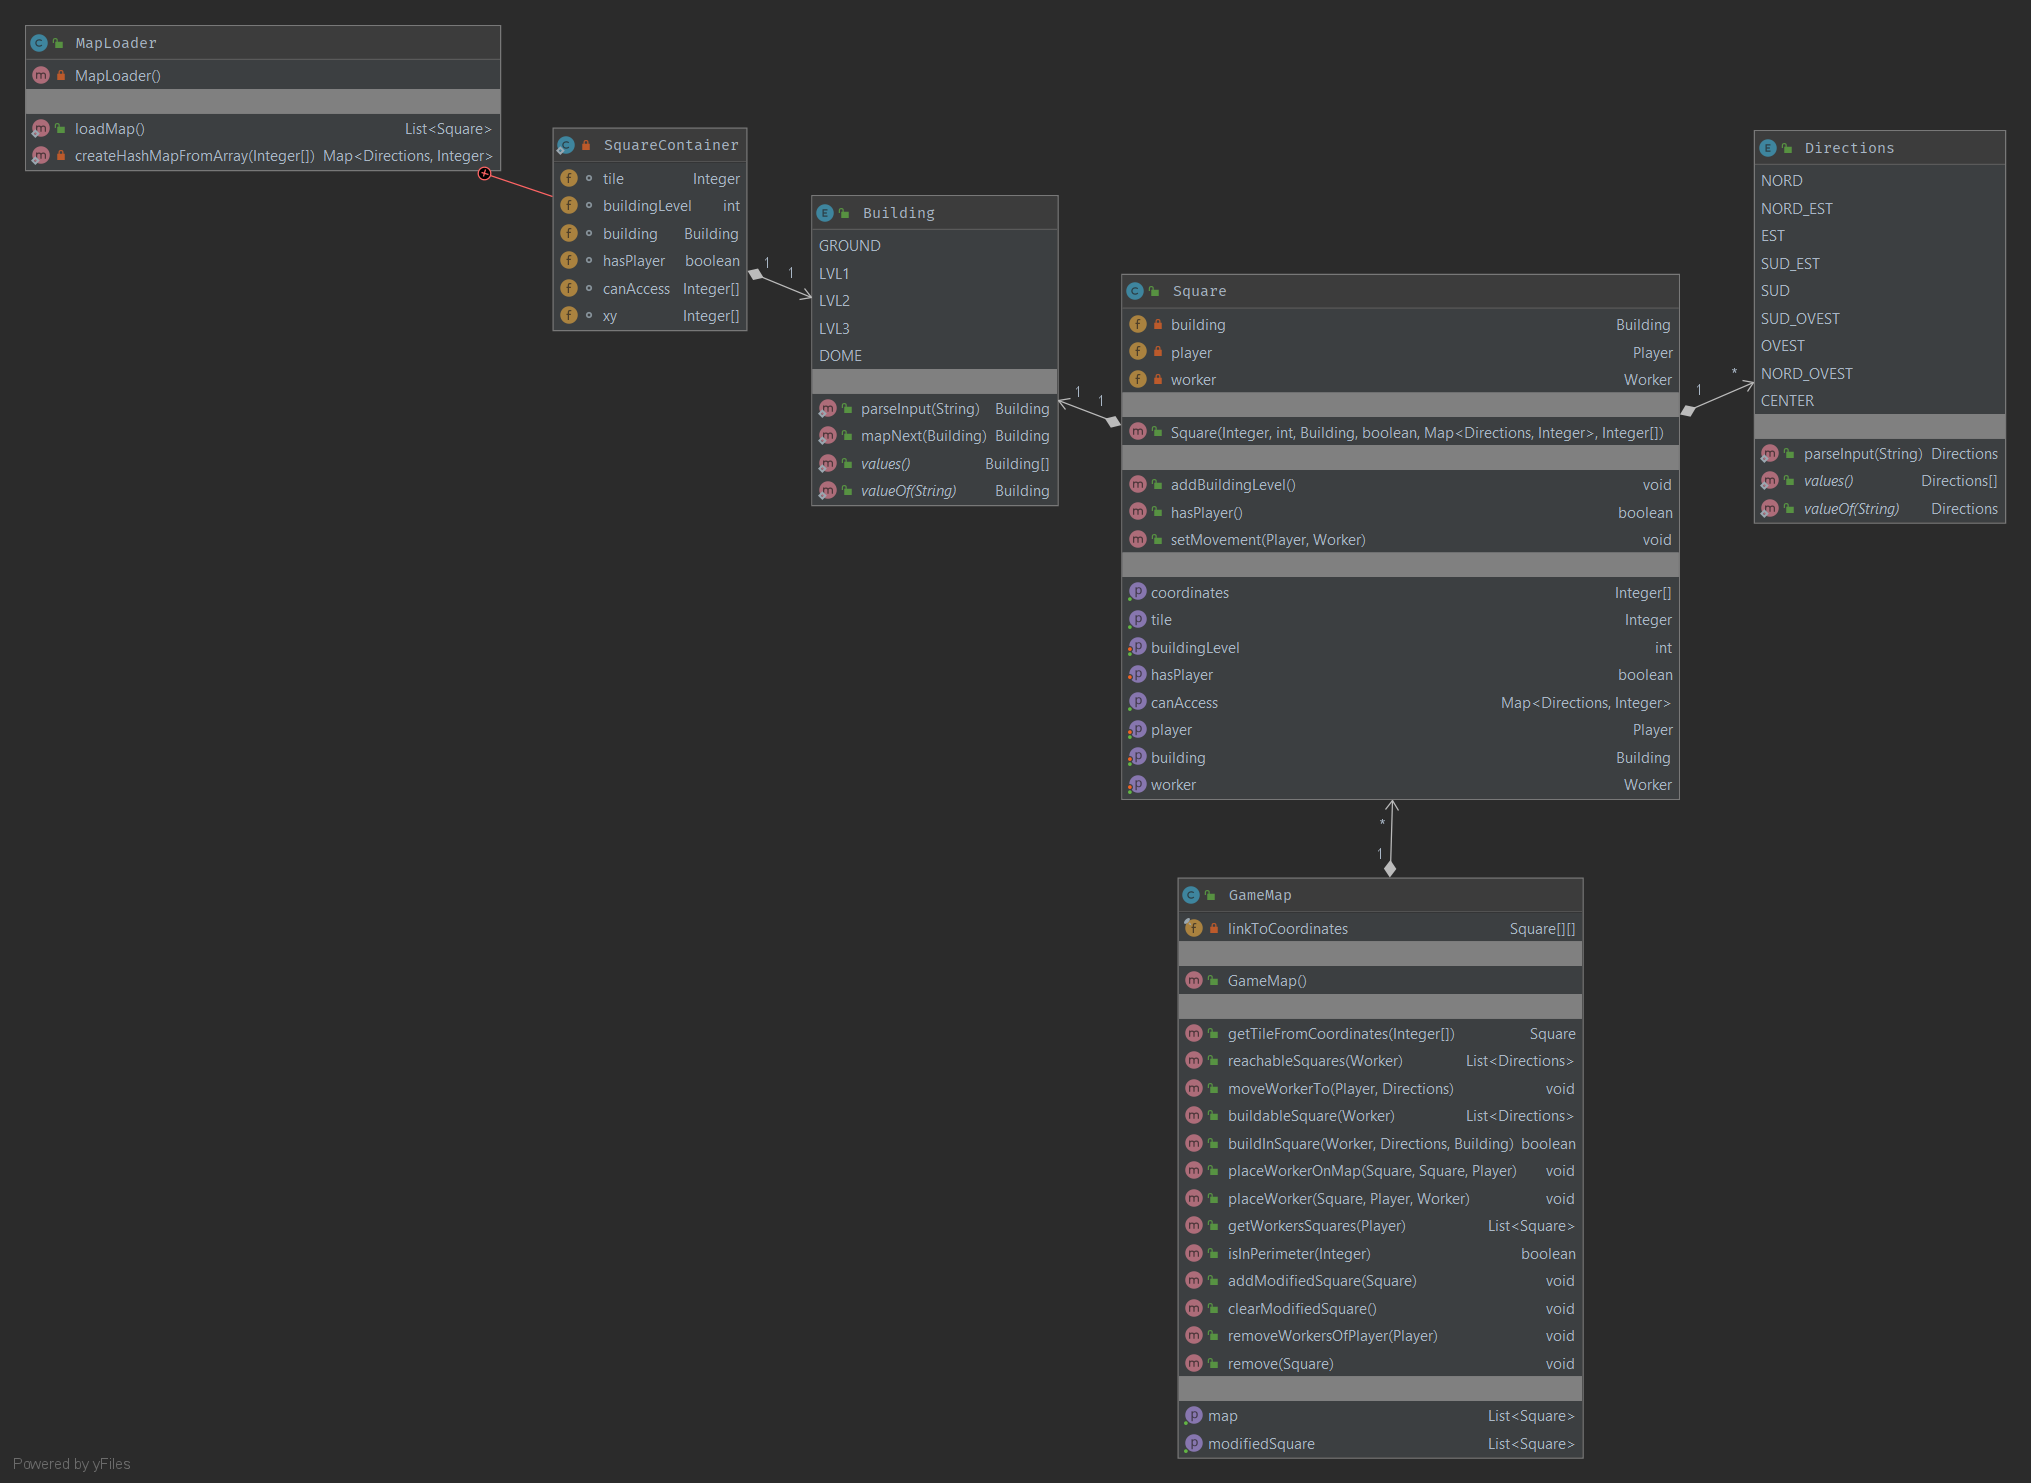 MapLoader
MapLoader()
loadMap() List<Square>
createHashMapFromArray(Integer[]) Map<Directions, Integer>
SquareContainer
tile Integer
buildingLevel int
building Building
hasPlayer boolean
canAccess Integer[]
xy Integer[]
1
1
Building
GROUND
LVL1
LVL2
LVL3
DOME
parseInput(String) Building
mapNext(Building) Building
values() Building[]
valueOf(String) Building
1
1
Square
building Building
player Player
worker Worker
Square(Integer, int, Building, boolean, Map<Directions, Integer>, Integer[])
addBuildingLevel() void
hasPlayer() boolean
setMovement(Player, Worker) void
coordinates Integer[]
tile Integer
buildingLevel int
hasPlayer boolean
canAccess Map<Directions, Integer>
player Player
building Building
worker Worker
1
*
Directions
NORD
NORD_EST
EST
SUD_EST
SUD
SUD_OVEST
OVEST
NORD_OVEST
CENTER
parseInput(String) Directions
values() Directions[]
valueOf(String) Directions
*
1
GameMap
linkToCoordinates Square[][]
GameMap()
getTileFromCoordinates(Integer[]) Square
reachableSquares(Worker) List<Directions>
moveWorkerTo(Player, Directions) void
buildableSquare(Worker) List<Directions>
buildInSquare(Worker, Directions, Building) boolean
placeWorkerOnMap(Square, Square, Player) void
placeWorker(Square, Player, Worker) void
getWorkersSquares(Player) List<Square>
isInPerimeter(Integer) boolean
addModifiedSquare(Square) void
clearModifiedSquare() void
removeWorkersOfPlayer(Player) void
remove(Square) void
map List<Square>
modifiedSquare List<Square>
Powered by yFiles